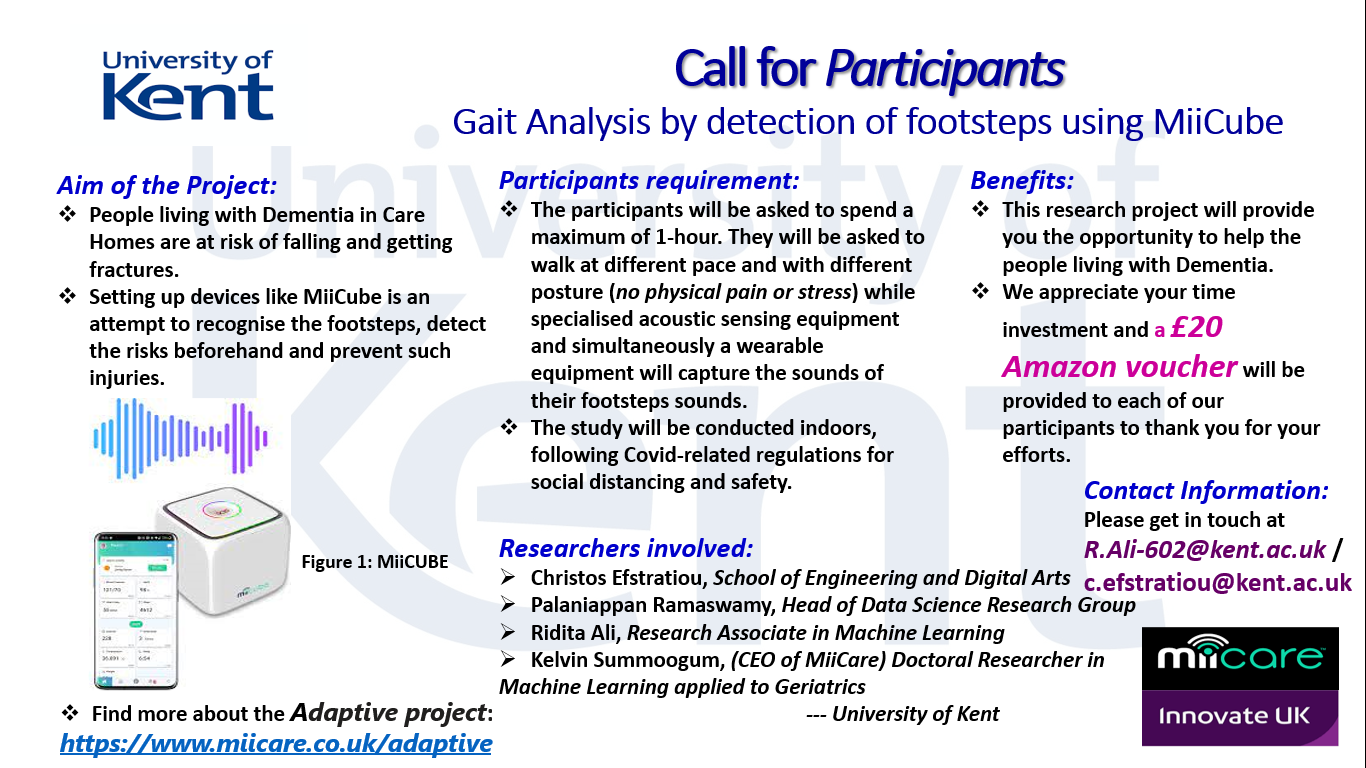 University of
Kent
Call for Participants
Gait Analysis by detection of footsteps using MiiCube
Aim of the Project:
❖ People living with Dementia in Care
Homes are at risk of falling and getting
fractures.
❖ Setting up devices like MiiCube is an
attempt to recognise the footsteps, detect
the risks beforehand and prevent such
injuries.
miicube
Figure 1: MiiCUBE
❖ Find more about the Adaptive project:
https://www.miicare.co.uk/adaptive
Participants requirement:
❖ The participants will be asked to spend a
maximum of 1-hour. They will be asked to
walk at different pace and with different
posture (no physical pain or stress) while
specialised acoustic sensing equipment
and simultaneously a wearable
equipment will capture the sounds of
their footsteps sounds.
❖ The study will be conducted indoors,
following Covid-related regulations for
social distancing and safety.
Researchers involved:
➢ Christos Efstratiou, School of Engineering and Digital Arts
➢ Palaniappan Ramaswamy, Head of Data Science Research Group
➢ Ridita Ali, Research Associate in Machine Learning
➢ Kelvin Summoogum, (CEO of MiiCare) Doctoral Researcher in
Machine Learning applied to Geriatrics
--- University of Kent
Benefits:
❖ This research project will provide
you the opportunity to help the
people living with Dementia.
❖ We appreciate your time
investment and a £20
Amazon voucher will be
provided to each of our
participants to thank you for your
efforts.
Contact Information:
Please get in touch at
R.Ali-602@kent.ac.uk /
c.efstratiou@kent.ac.uk
miicare™
Innovate UK
University of
Kent